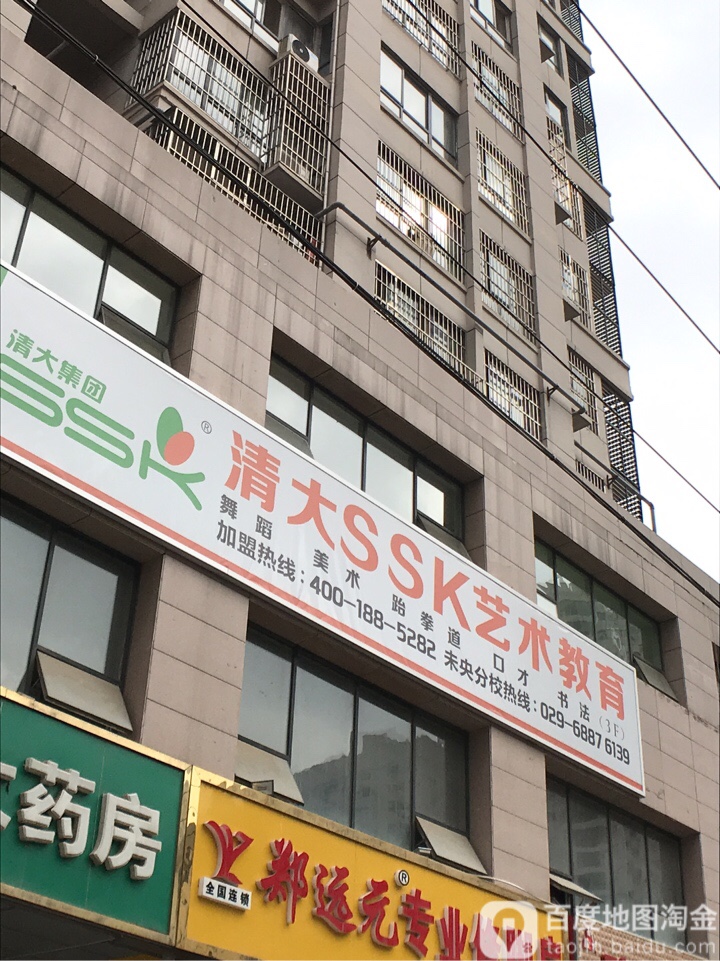 清大集团
SSK®
清大SSK艺术教育
舞蹈 美术 跆拳道 口才 书法（3F）
加盟热线：400-188-5282 未央分校热线：029-6887 6139
药房
郑远元®专业
全国连锁
百度地图淘金
taojin.baidu.com